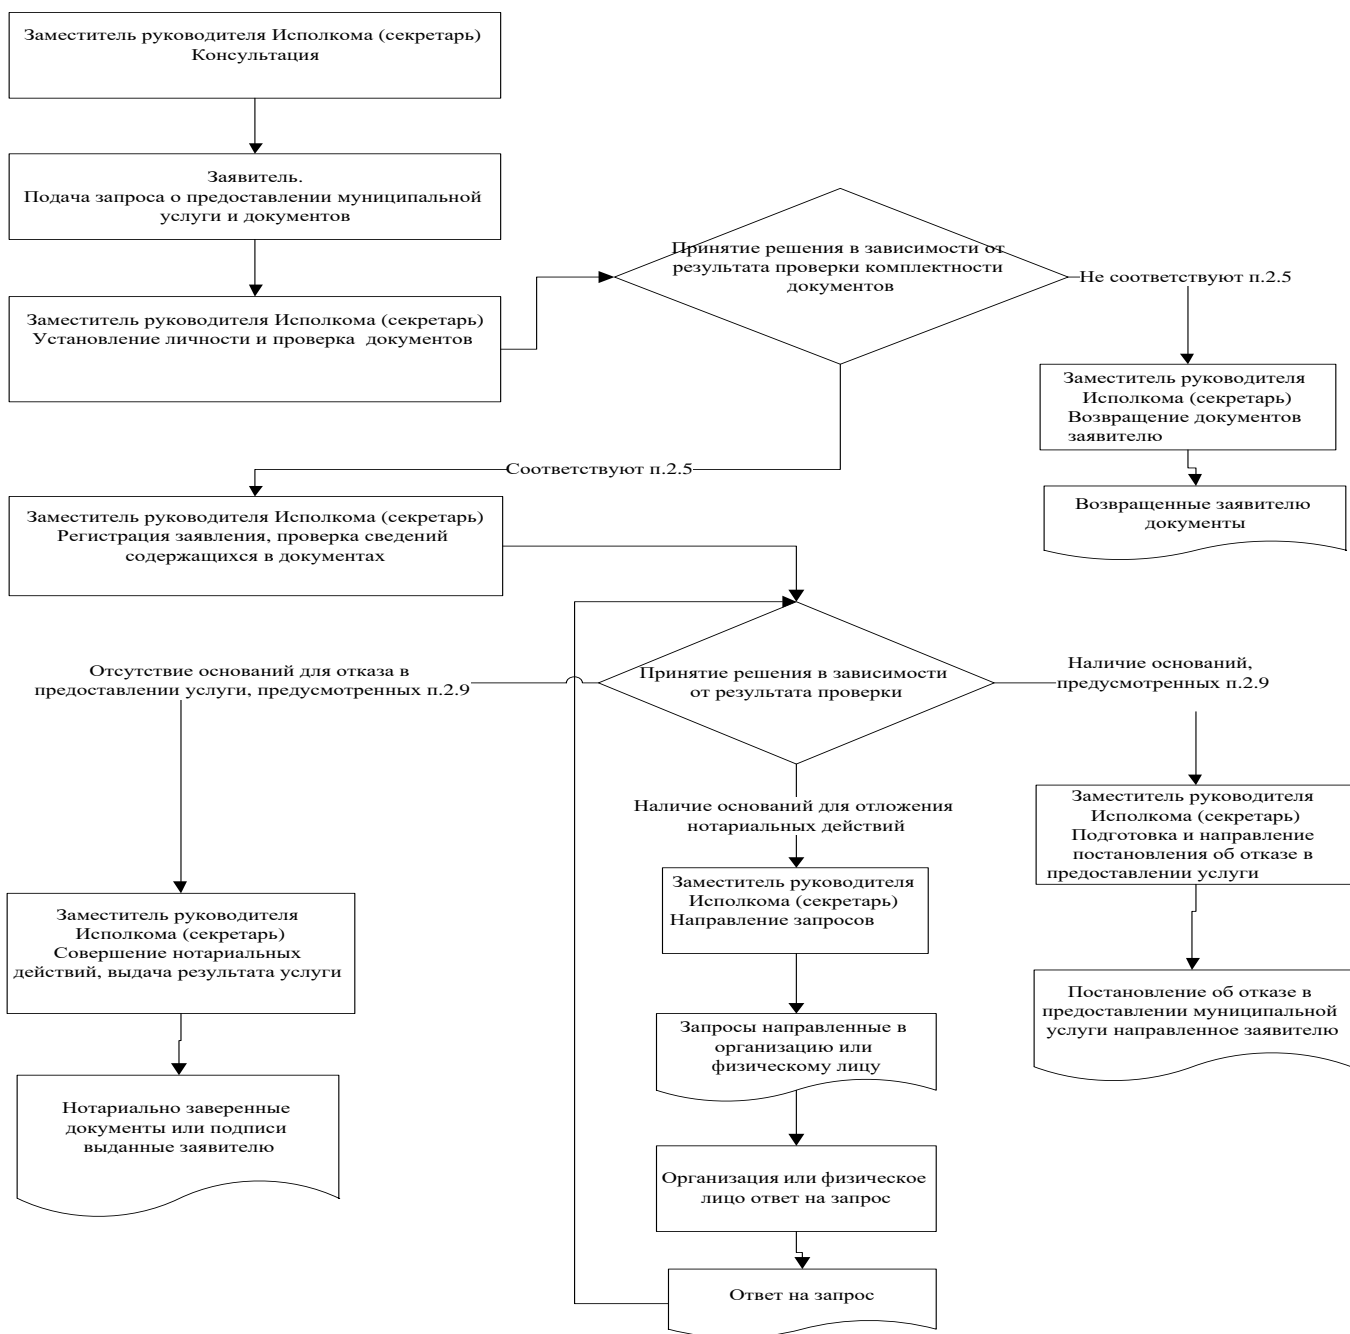 Заместитель руководителя Исполкома (секретарь)
Консультация
Заявитель.
Подача запроса о предоставлении муниципальной
услуги и документов
Заместитель руководителя Исполкома (секретарь)
Установление личности и проверка документов
Принятие решения в зависимости от
результата проверки комплектности
документов
Не соответствуют п.2.5
Заместитель руководителя
Исполкома (секретарь)
Возвращение документов
заявителю
Возвращенные заявителю
документы
Соответствуют п.2.5
Заместитель руководителя Исполкома (секретарь)
Регистрация заявления, проверка сведений
содержащихся в документах
Принятие решения в зависимости
от результата проверки
Отсутствие оснований для отказа в
предоставлении услуги, предусмотренных п.2.9
Наличие оснований,
предусмотренных п.2.9
Наличие оснований для отложения
нотариальных действий
Заместитель руководителя
Исполкома (секретарь)
Совершение нотариальных
действий, выдача результата услуги
Нотариально заверенные
документы или подписи
выданные заявителю
Заместитель руководителя
Исполкома (секретарь)
Направление запросов
Запросы направленные в
организацию или
физическому лицу
Организация или физическое
лицо ответ на запрос
Ответ на запрос
Заместитель руководителя
Исполкома (секретарь)
Подготовка и направление
постановления об отказе в
предоставлении услуги
Постановление об отказе в
предоставлении муниципальной
услуги направленное заявителю